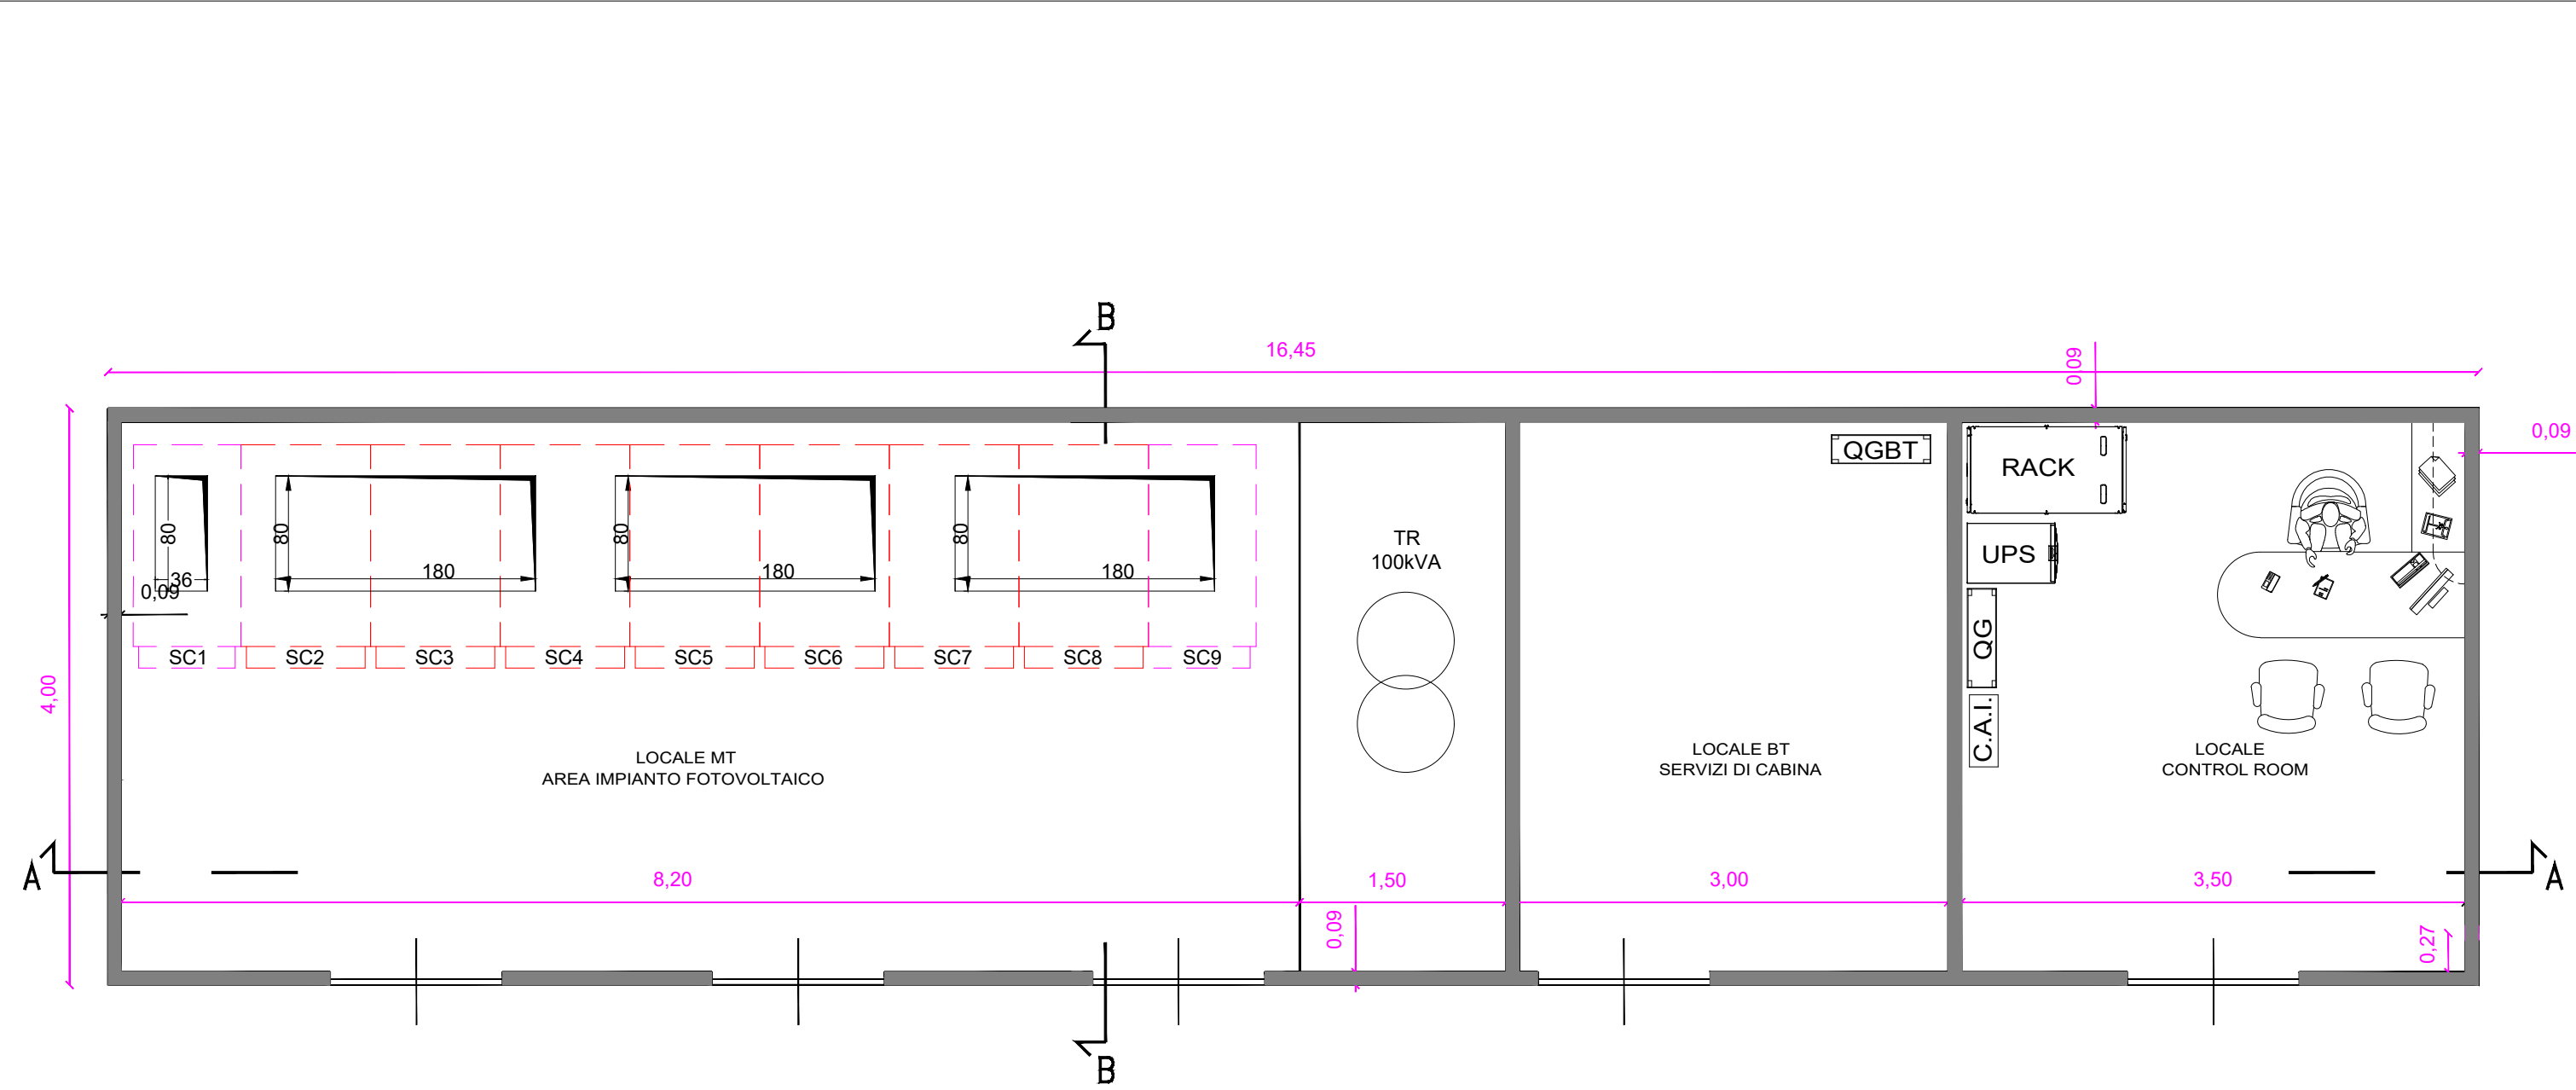 B
16,45
0,09
0,09
QGBT
RACK
80
80
80
80
TR
100kVA
UPS
36
180
180
180
0,09
QG
SC1
SC2
SC3
SC4
SC5
SC6
SC7
SC8
SC9
4,00
C.A.I.
LOCALE MT
AREA IMPIANTO FOTOVOLTAICO
LOCALE BT
SERVIZI DI CABINA
LOCALE
CONTROL ROOM
A
8,20
1,50
3,00
3,50
A
0,09
0,27
B